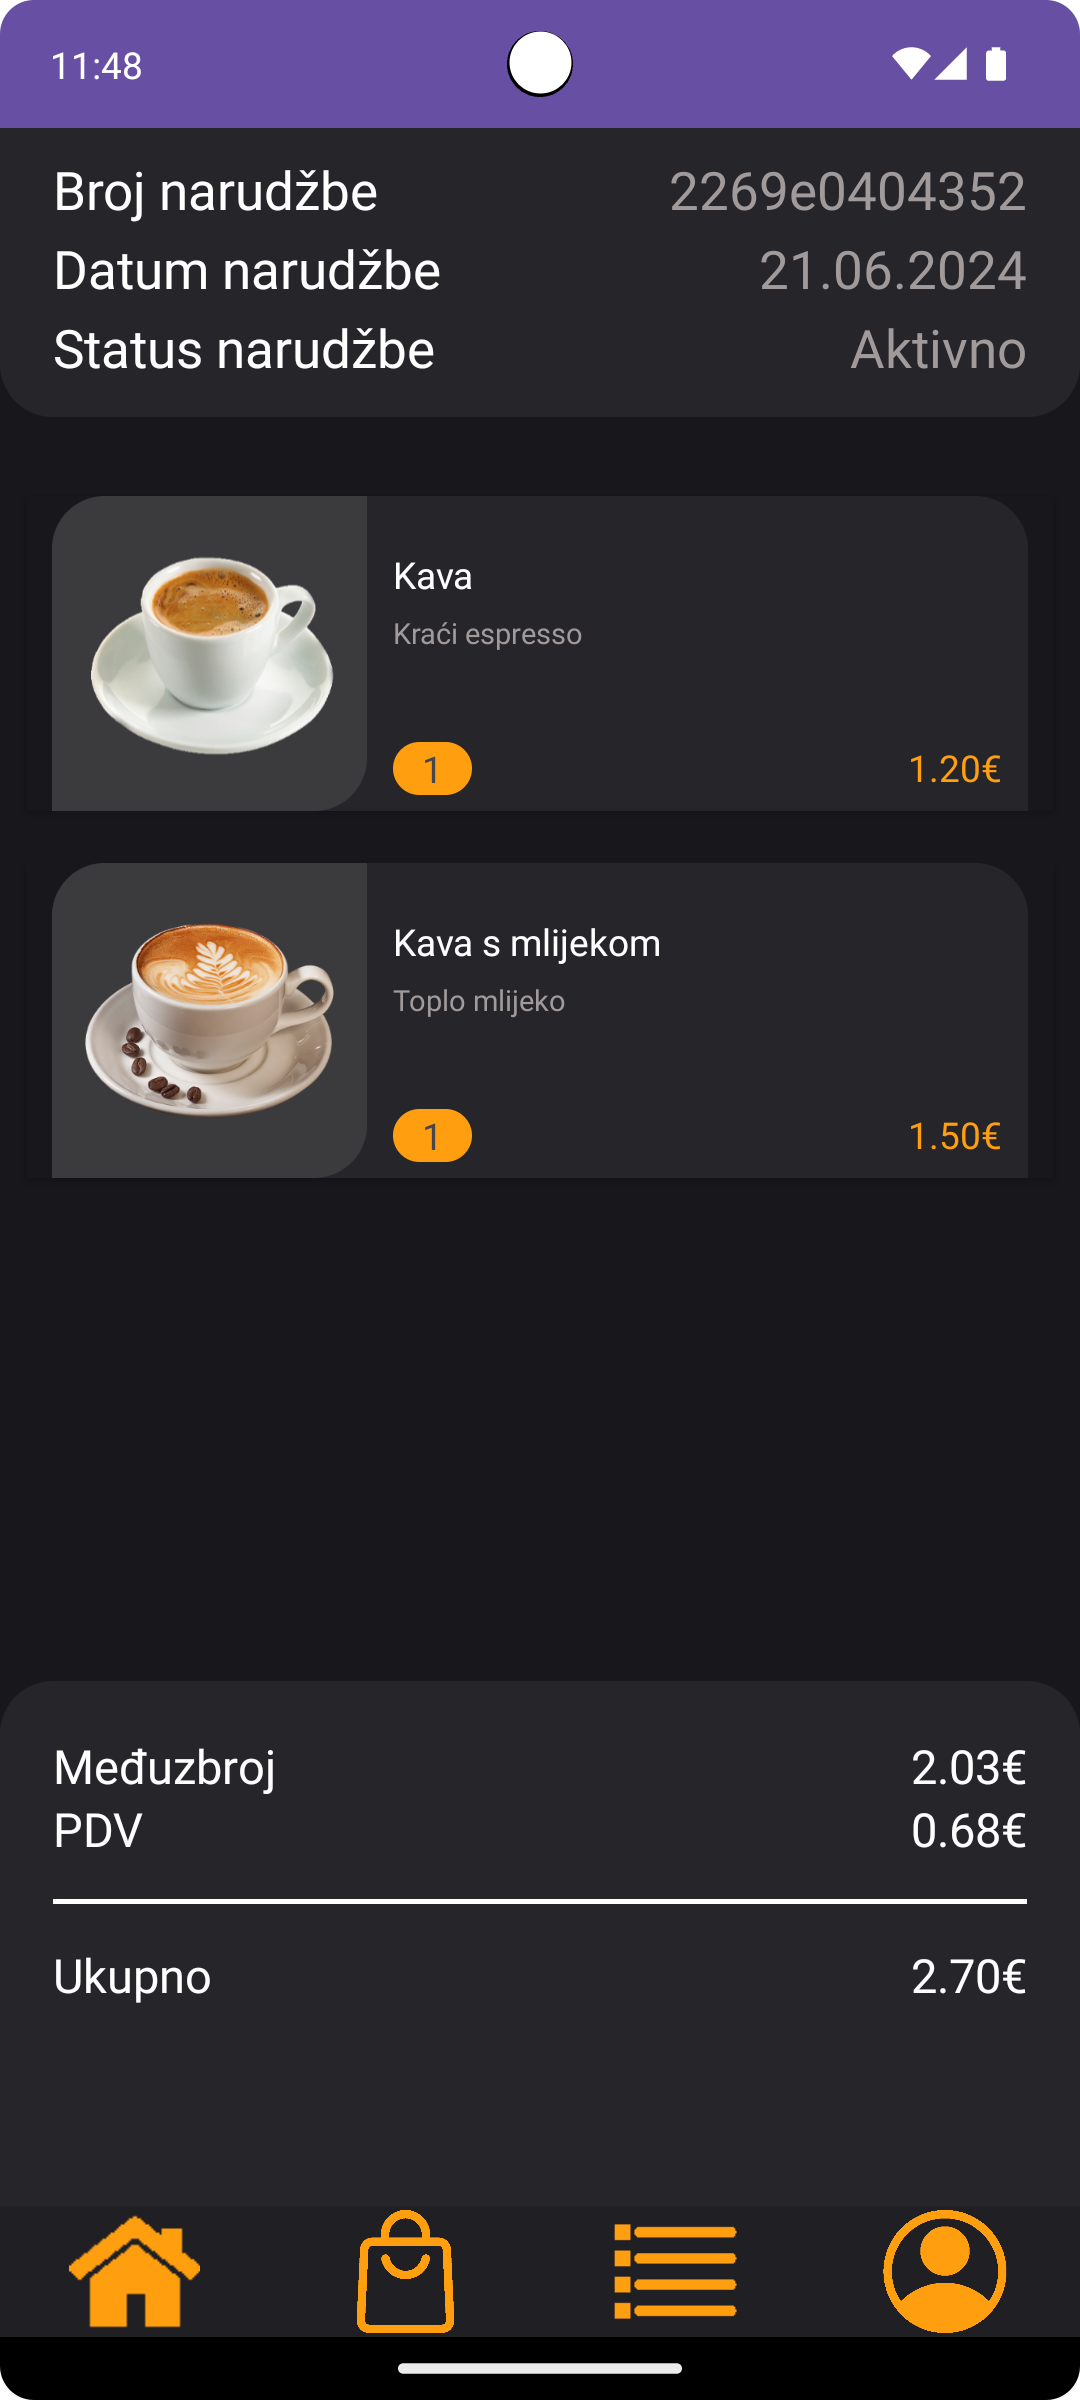 11:48
Broj narudžbe 2269e0404352
Datum narudžbe 21.06.2024
Status narudžbe Aktivno
Kava
Kraći espresso
1 1.20€
Kava s mlijekom
Toplo mlijeko
1 1.50€
Međuzbroj 2.03€
PDV 0.68€
Ukupno 2.70€